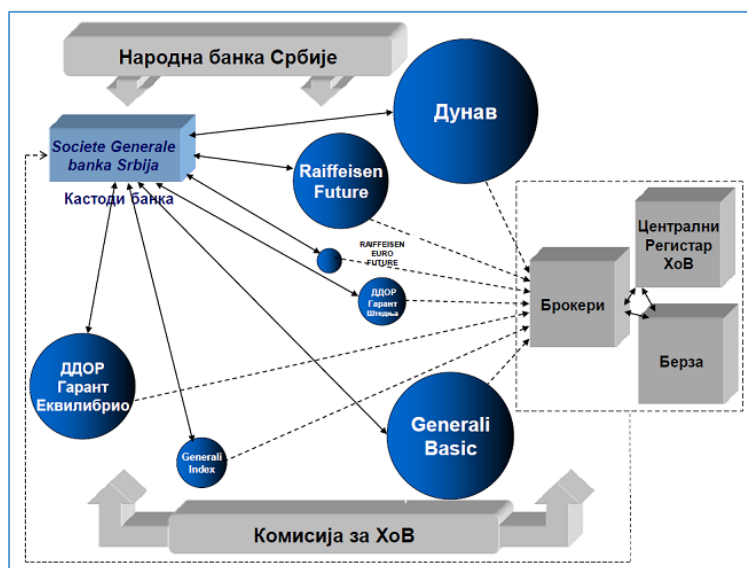 Народна банка Србије
Дунав
Societe Generale
banka Srbija
Кастоди банка
Raiffeisen
Future
RAIFFEISEN
EURO
FUTURE
ДДОР
Гарант
Штедња
Централни
Регистар
ХоВ
Брокери
Берза
ДДОР
Гарант
Еквилибрио
Generali
Basic
Generali
Index
Комисија за ХоВ